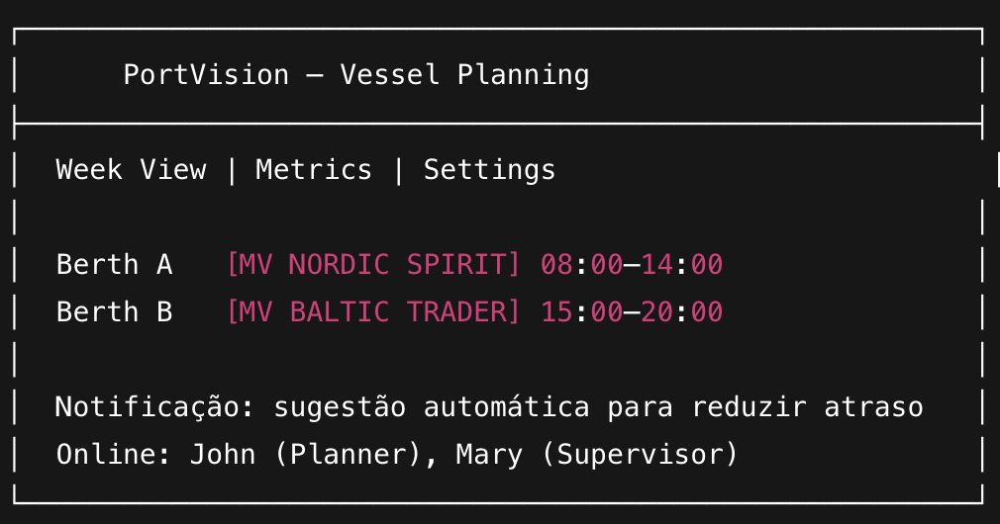 PortVision — Vessel Planning
Week View | Metrics | Settings
Berth A   [MV NORDIC SPIRIT] 08:00–14:00
Berth B   [MV BALTIC TRADER] 15:00–20:00
Notificação: sugestão automática para reduzir atraso
Online: John (Planner), Mary (Supervisor)